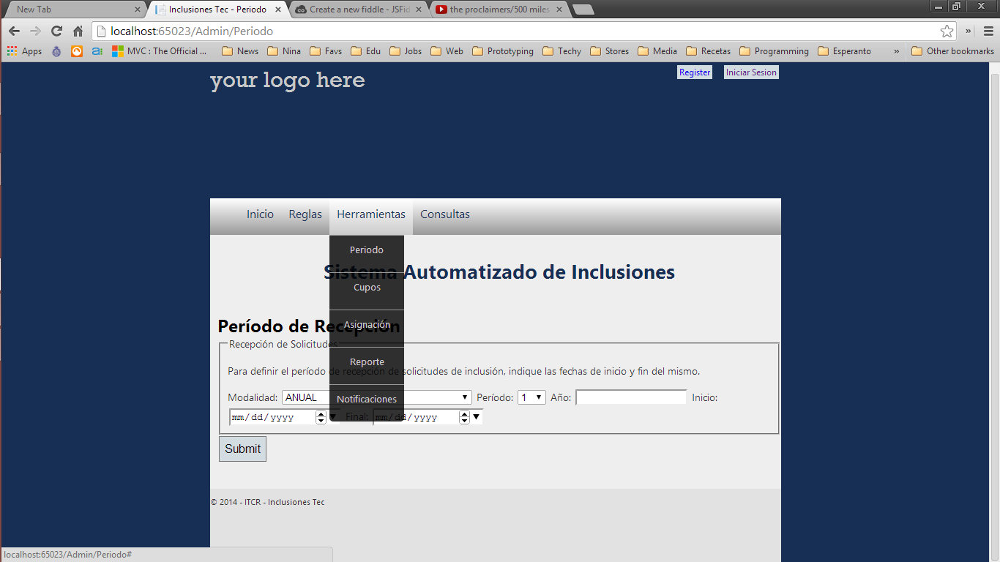 New Tab
Inclusiones Tec - Periodo
Create a new fiddle - JSFid
the proclaimers/500 miles
localhost:65023/Admin/Periodo
Apps
MVC : The Official ...
News
Nina
Favs
Edu
Jobs
Web
Prototyping
Techy
Stores
Media
Recetas
Programming
Esperanto
»
Other bookmarks
your logo here
Register
Iniciar Sesion
Inicio
Reglas
Herramientas
Consultas
Periodo
Cupos
Asignación
Reporte
Notificaciones
Sistema Automatizado de Inclusiones
Período de Recepción
Recepción de Solicitudes
Para definir el período de recepción de solicitudes de inclusión, indique las fechas de inicio y fin del mismo.
Modalidad: ANUAL Período: 1 Año: Inicio:
mm/dd/yyyy Final: mm/dd/yyyy
Submit
© 2014 - ITCR - Inclusiones Tec
localhost:65023/Admin/Periodo#